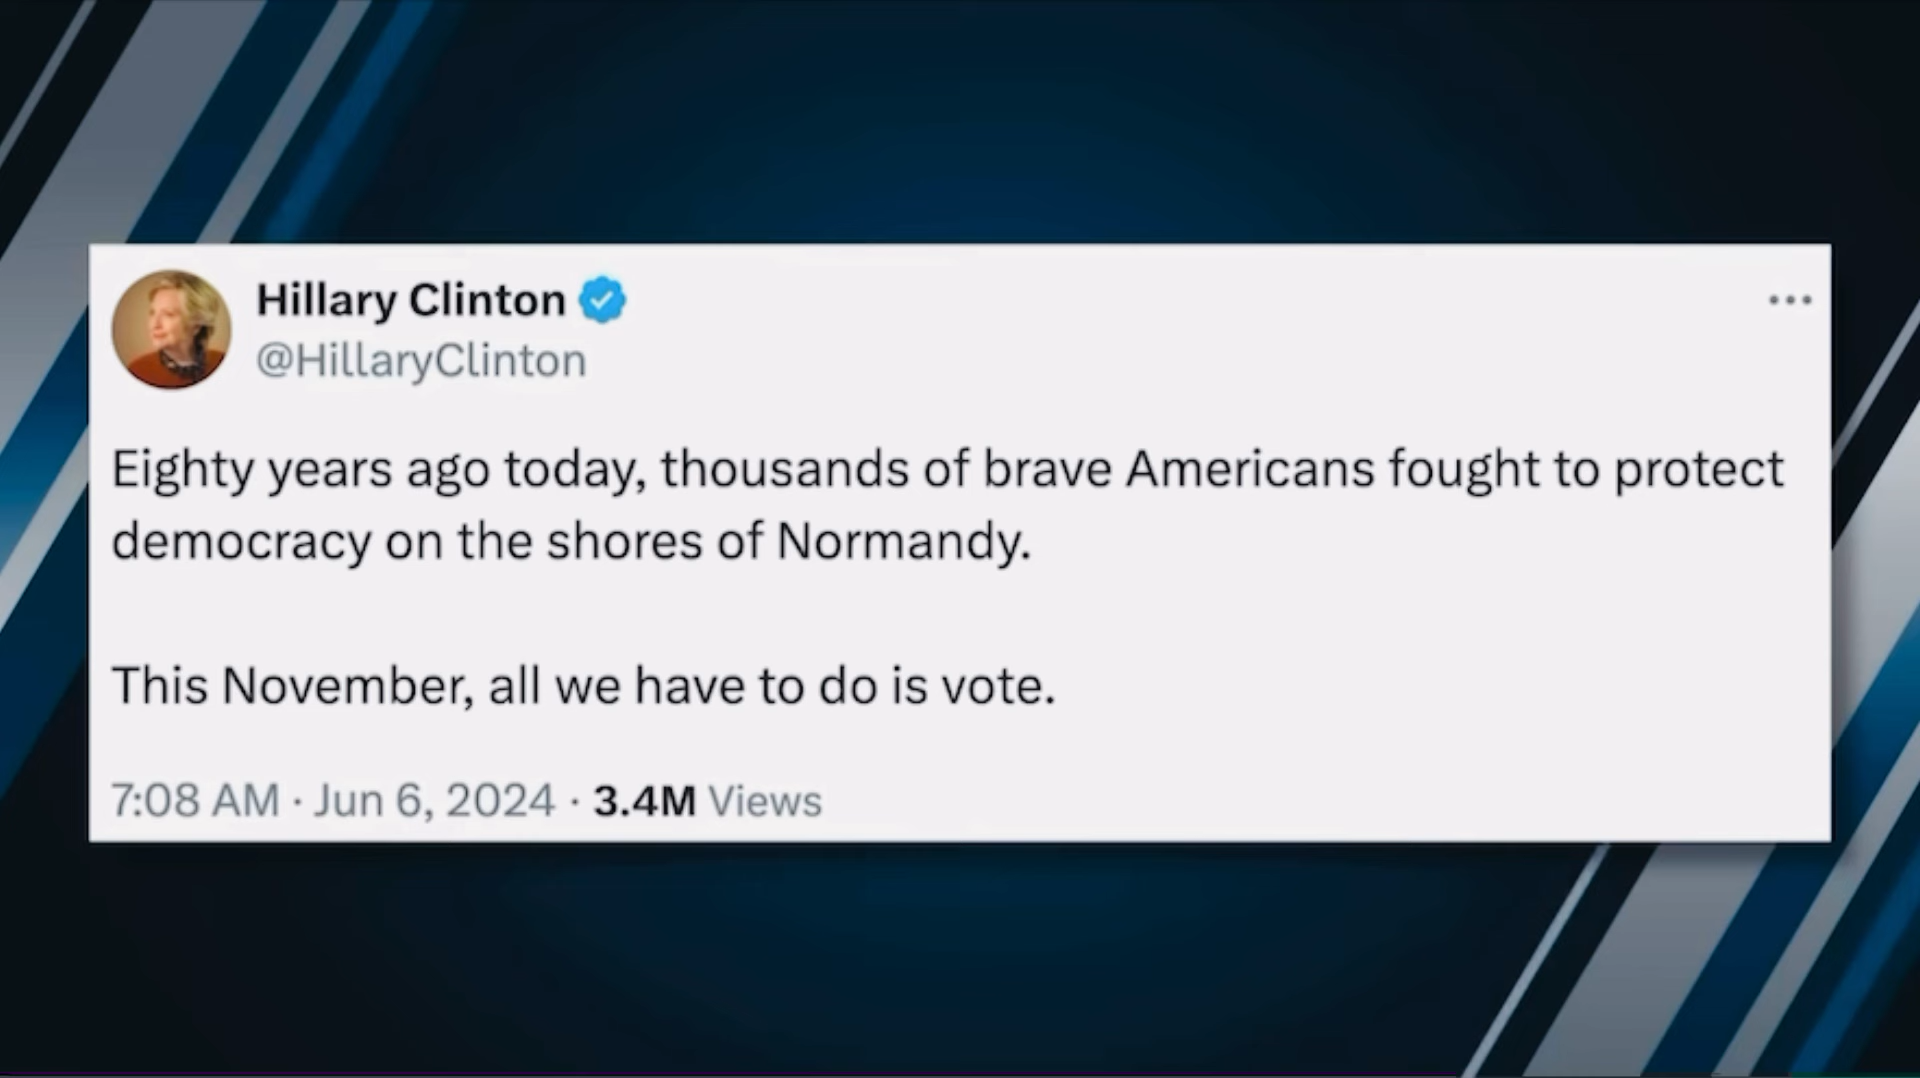 Hillary Clinton
@HillaryClinton
Eighty years ago today, thousands of brave Americans fought to protect
democracy on the shores of Normandy.
This November, all we have to do is vote.
7:08 AM · Jun 6, 2024 · 3.4M Views